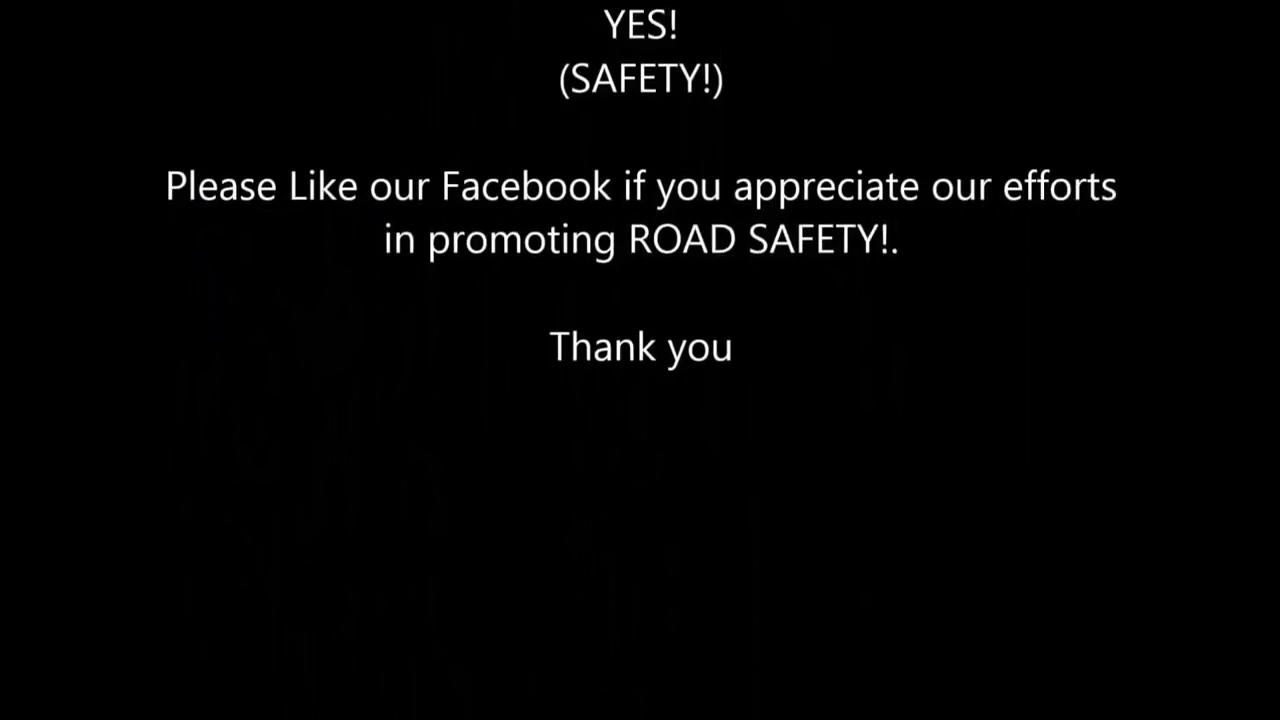 YES!
(SAFETY!)
Please Like our Facebook if you appreciate our efforts
in promoting ROAD SAFETY!.
Thank you